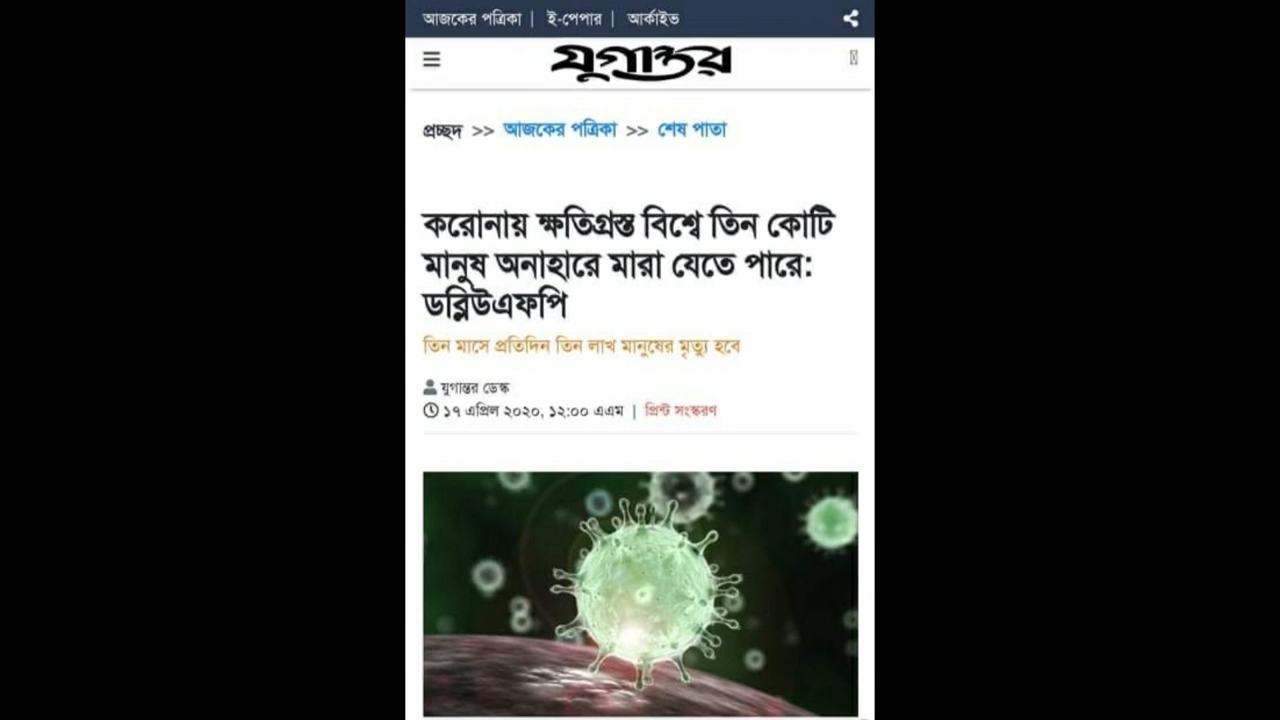 আজকের পত্রিকা | ই-পেপার | আর্কাইভ
যুগান্তর
প্রচ্ছদ >> আজকের পত্রিকা >> শেষ পাতা
করোনায় ক্ষতিগ্রস্ত বিশ্বে তিন কোটি
মানুষ অনাহারে মারা যেতে পারে:
ডব্লিউএফপি
তিন মাসে প্রতিদিন তিন লাখ মানুষের মৃত্যু হবে
যুগান্তর ডেস্ক
১৭ এপ্রিল ২০২০, ১২:০০ এএম | প্রিন্ট সংস্করণ